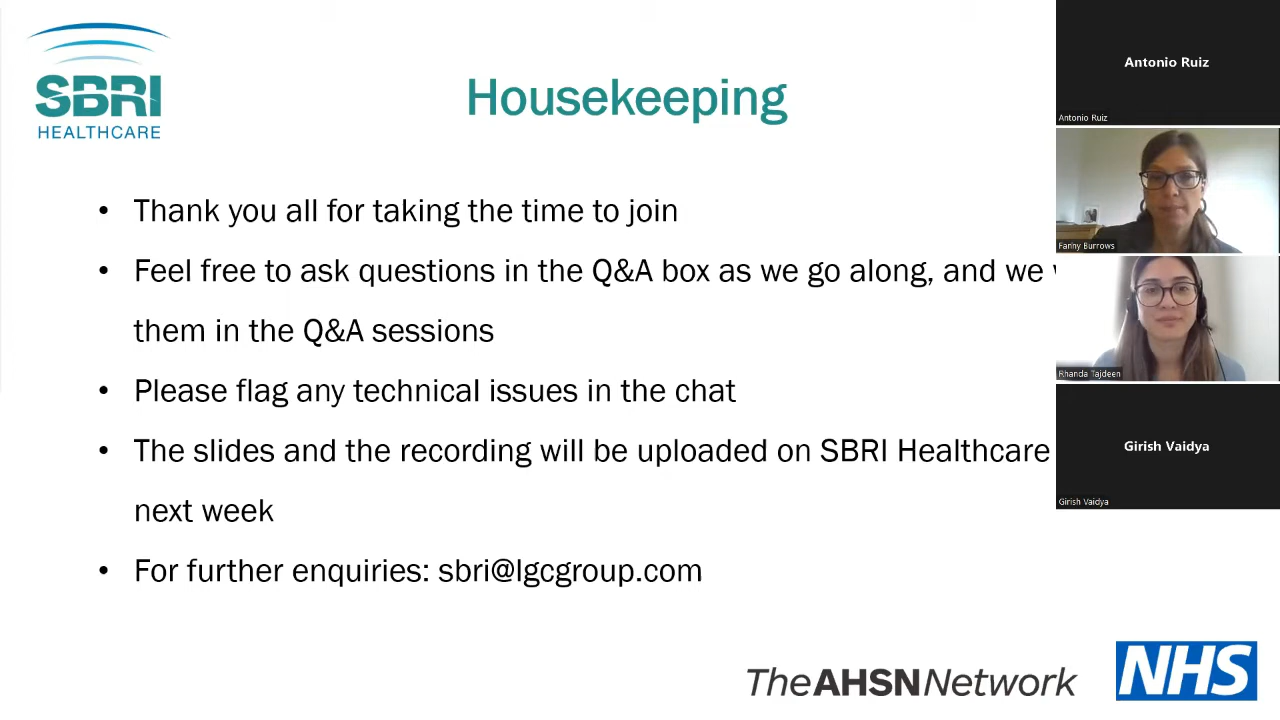 SBRI
HEALTHCARE
Housekeeping
• Thank you all for taking the time to join
• Feel free to ask questions in the Q&A box as we go along, and we
them in the Q&A sessions
• Please flag any technical issues in the chat
• The slides and the recording will be uploaded on SBRI Healthcare
next week
• For further enquiries: sbri@lgcgroup.com
TheAHSNNetwork
NHS
Antonio Ruiz
Antonio Ruiz
Fanny Burrows
Rhanda Tajdeen
Girish Vaidya
Girish Vaidya